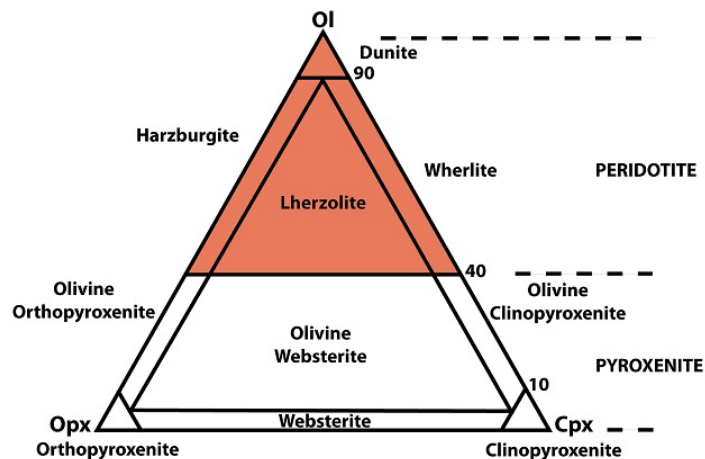 Ol
Dunite
90
Harzburgite
Wherlite
PERIDOTITE
Lherzolite
40
Olivine
Orthopyroxenite
Olivine
Clinopyroxenite
Olivine
Websterite
PYROXENITE
10
Opx
Websterite
Cpx
Orthopyroxenite
Clinopyroxenite